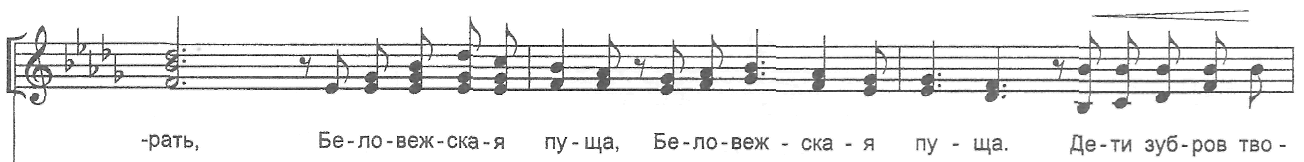 -рать, Бе-ло-веж-ска-я пу-ща, Бе-ло-веж - ска - я пу - ща. Де-ти зуб-ров тво-